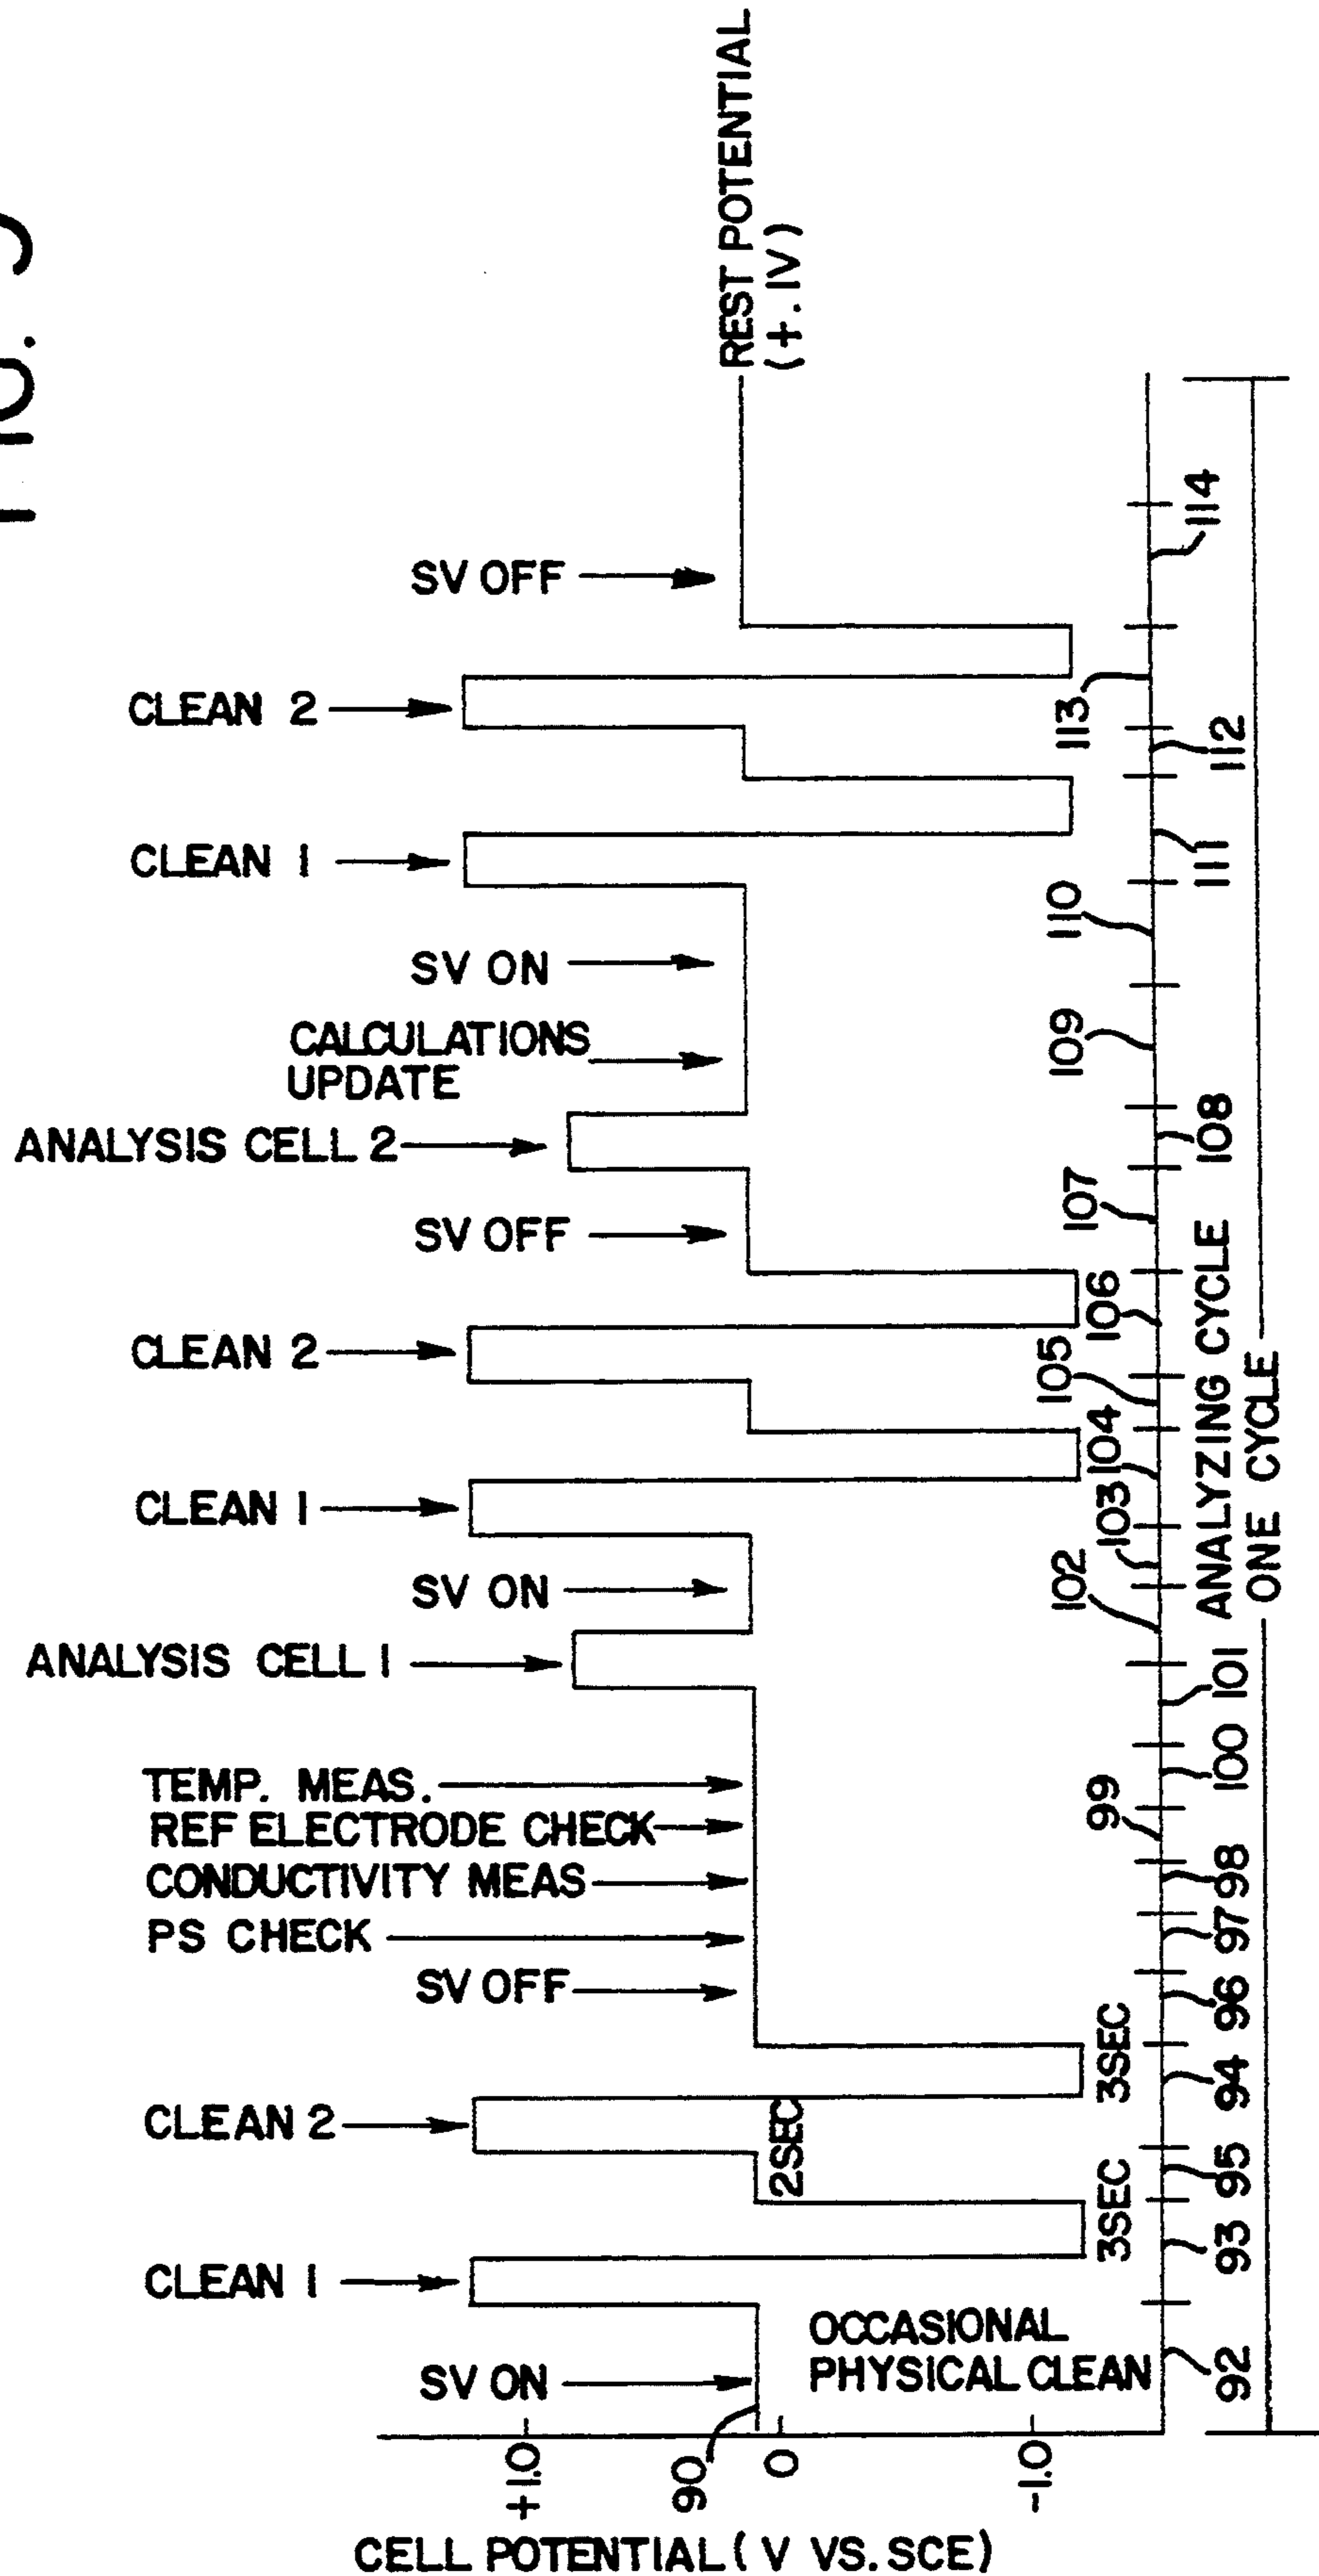 FIG. 9
CLEAN 1
CLEAN 2
ANALYSIS CELL 1
CLEAN 1
CLEAN 2
ANALYSIS CELL 2
CLEAN 1
CLEAN 2
SV ON
SV OFF
PS CHECK
CONDUCTIVITY MEAS
REF ELECTRODE CHECK
TEMP. MEAS.
SV ON
SV OFF
CALCULATIONS
UPDATE
SV ON
SV OFF
REST POTENTIAL
(+.1V)
CELL POTENTIAL (V VS. SCE)
+1.0
90
0
-1.0
OCCASIONAL
PHYSICAL CLEAN
2SEC
3SEC
3SEC
92
93
95
94
96
97
98
99
100
101
102
103
104
105
106
107
108
109
110
111
112
113
114
ANALYZING CYCLE
ONE CYCLE